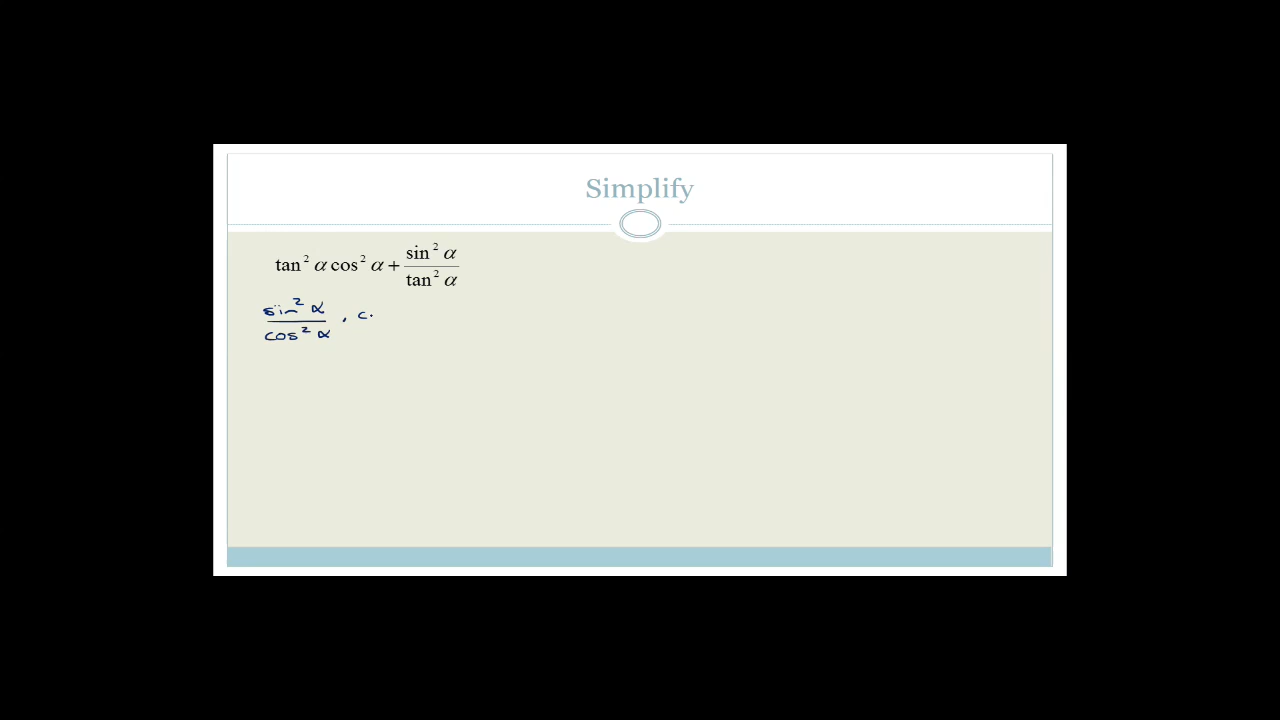 Simplify
tan² α cos² α + sin² α / tan² α
sin² α / cos² α . c.